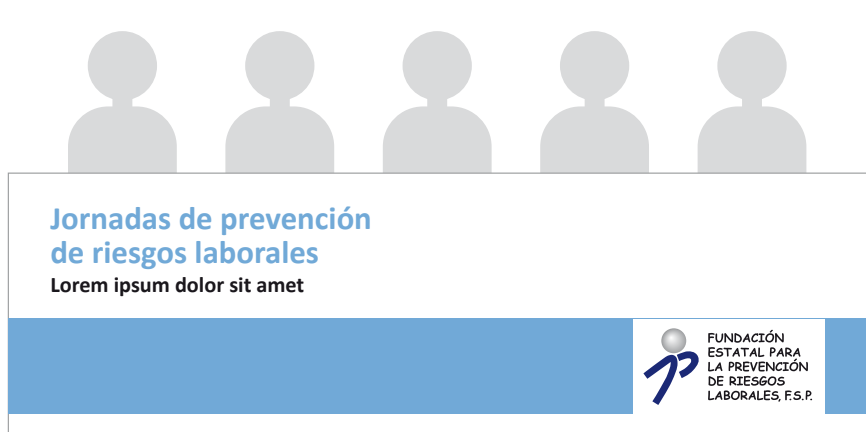 Jornadas de prevención
de riesgos laborales
Lorem ipsum dolor sit amet
FUNDACIÓN
ESTATAL PARA
LA PREVENCIÓN
DE RIESGOS
LABORALES, F.S.P.